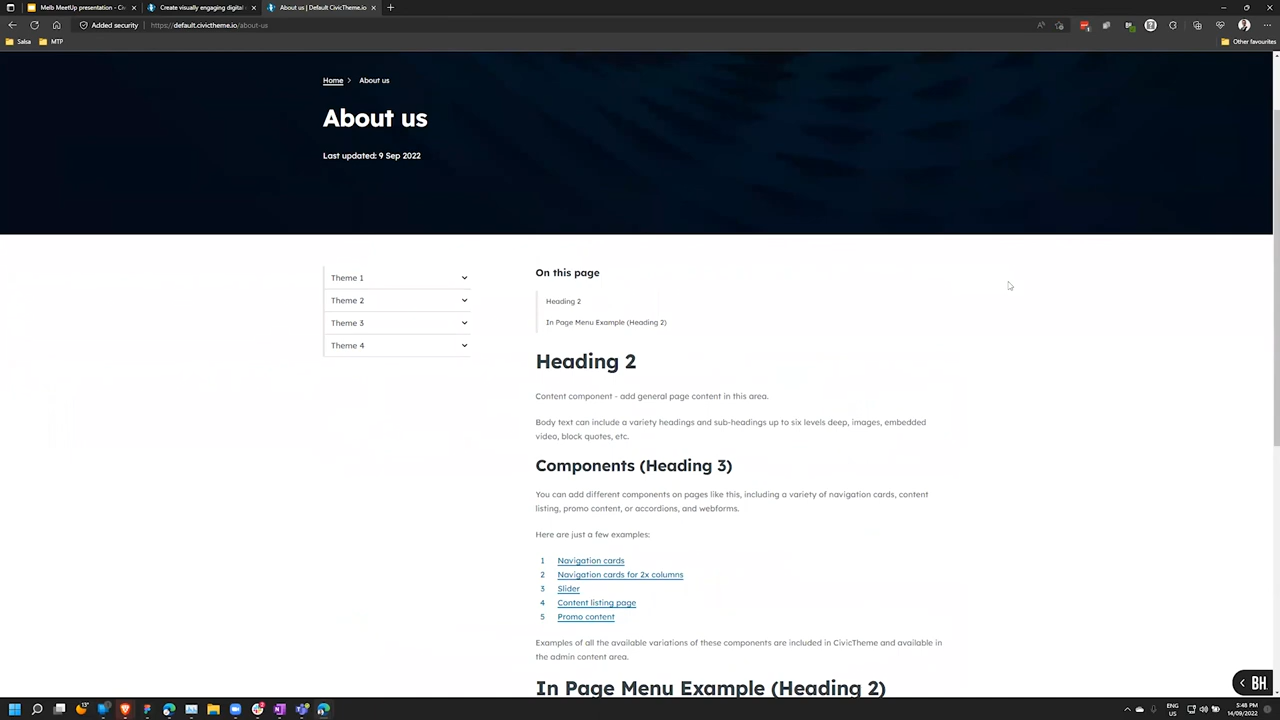 Melb MeetUp presentation - Civ
Create visually engaging digital
About us | Default CivicTheme.io
Added security
https://default.civictheme.io/about-us
Salsa
MTP
Other favourites
Home
About us
About us
Last updated: 9 Sep 2022
Theme 1
Theme 2
Theme 3
Theme 4
On this page
Heading 2
In Page Menu Example (Heading 2)
Heading 2
Content component - add general page content in this area.
Body text can include a variety headings and sub-headings up to six levels deep, images, embedded
video, block quotes, etc.
Components (Heading 3)
You can add different components on pages like this, including a variety of navigation cards, content
listing, promo content, or accordions, and webforms.
Here are just a few examples:
1 Navigation cards
2 Navigation cards for 2x columns
3 Slider
4 Content listing page
5 Promo content
Examples of all the available variations of these components are included in CivicTheme and available in
the admin content area.
In Page Menu Example (Heading 2)
BH
ENG
US
5:48 PM
14/09/2022